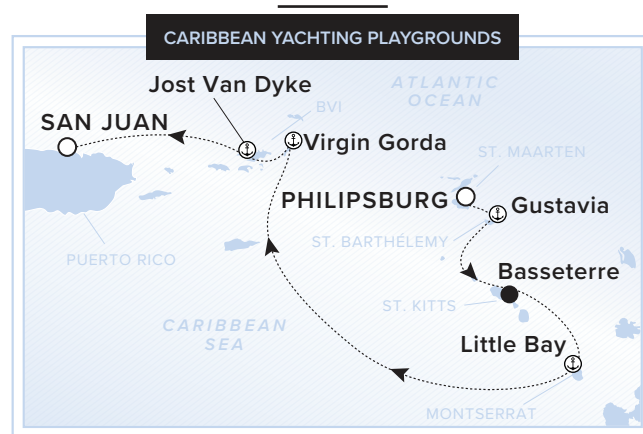 CARIBBEAN YACHTING PLAYGROUNDS
ATLANTIC
OCEAN
Jost Van Dyke
BVI
SAN JUAN
Virgin Gorda
ST. MAARTEN
PHILIPSBURG
Gustavia
ST. BARTHÉLEMY
PUERTO RICO
Basseterre
ST. KITTS
CARIBBEAN
SEA
Little Bay
MONTSERRAT